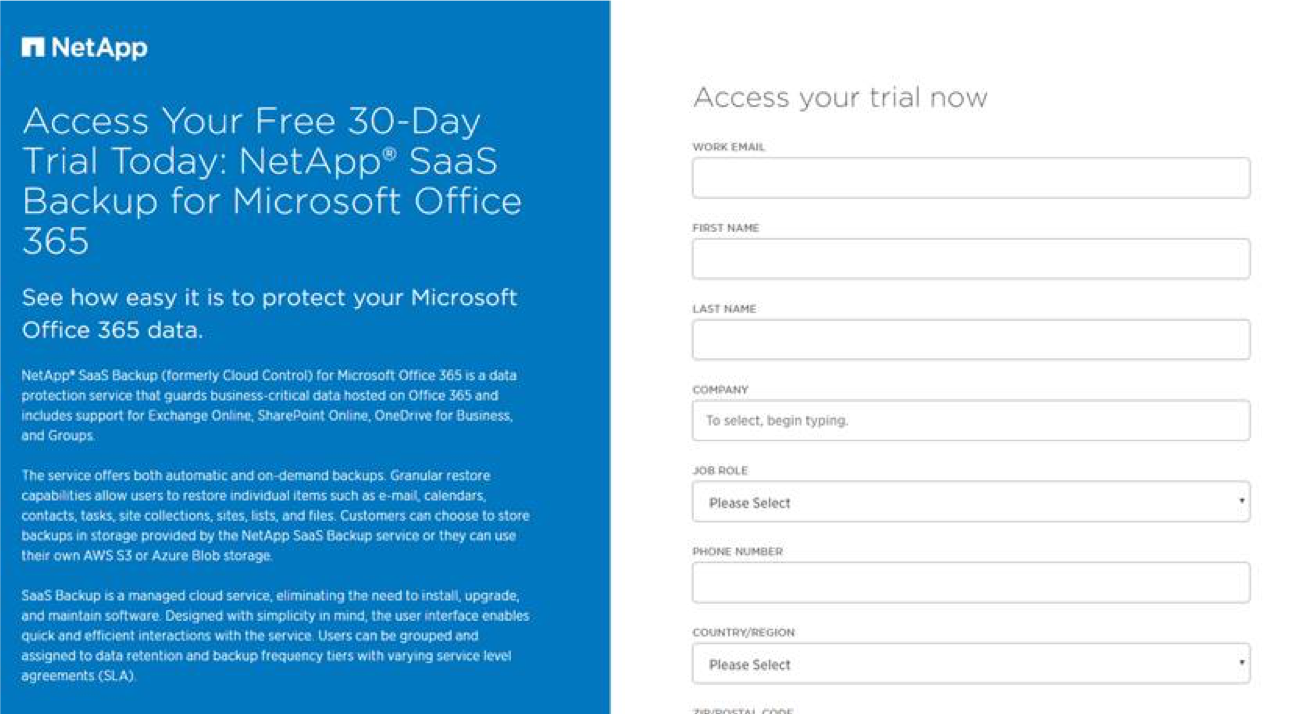 NetApp
Access Your Free 30-Day
Trial Today: NetApp® SaaS
Backup for Microsoft Office
365
See how easy it is to protect your Microsoft
Office 365 data.
NetApp® SaaS Backup (formerly Cloud Control) for Microsoft Office 365 is a data
protection service that guards business-critical data hosted on Office 365 and
includes support for Exchange Online, SharePoint Online, OneDrive for Business,
and Groups.
The service offers both automatic and on-demand backups. Granular restore
capabilities allow users to restore individual items such as e-mail, calendars,
contacts, tasks, site collections, sites, lists, and files. Customers can choose to store
backups in storage provided by the NetApp SaaS Backup service or they can use
their own AWS S3 or Azure Blob storage.
SaaS Backup is a managed cloud service, eliminating the need to install, upgrade,
and maintain software. Designed with simplicity in mind, the user interface enables
quick and efficient interactions with the service. Users can be grouped and
assigned to data retention and backup frequency tiers with varying service level
agreements (SLA).
Access your trial now
WORK EMAIL
FIRST NAME
LAST NAME
COMPANY
To select, begin typing.
JOB ROLE
Please Select
PHONE NUMBER
COUNTRY/REGION
Please Select
ZIP/POSTAL CODE